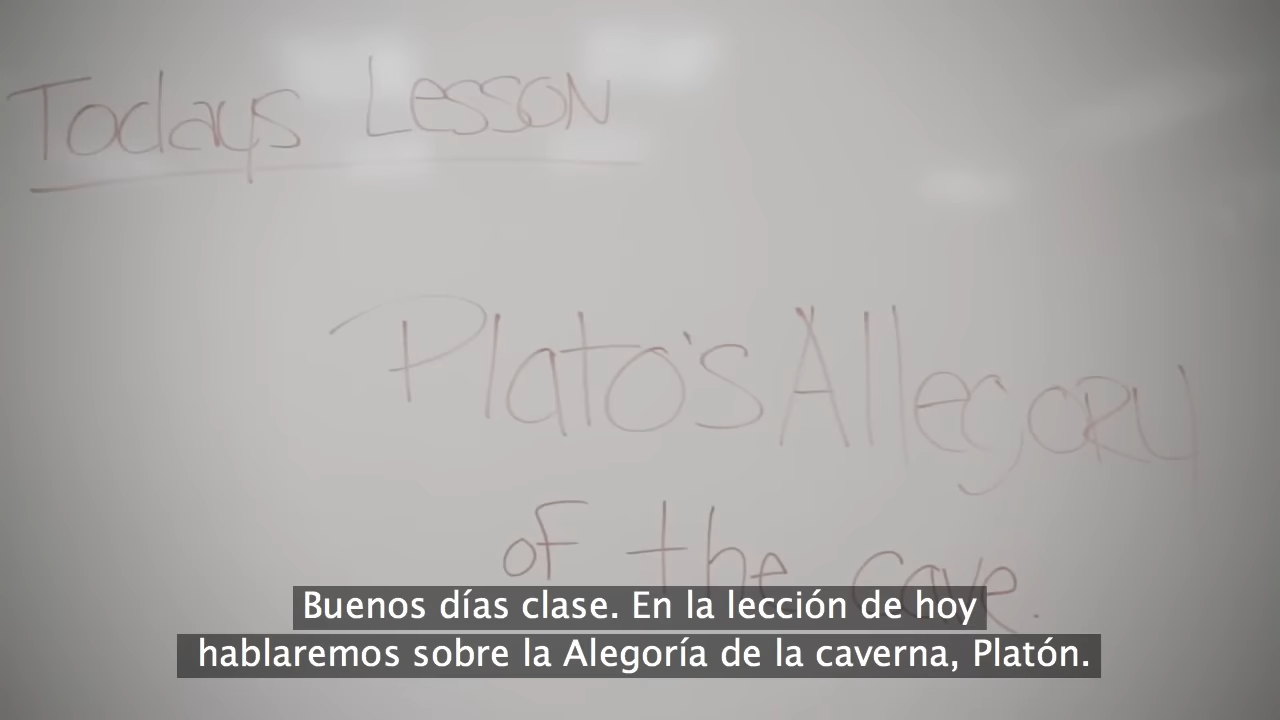 Todays Lesson
Plato's Allegory
of the cave.
Buenos días clase. En la lección de hoy
hablaremos sobre la Alegoría de la caverna, Platón.